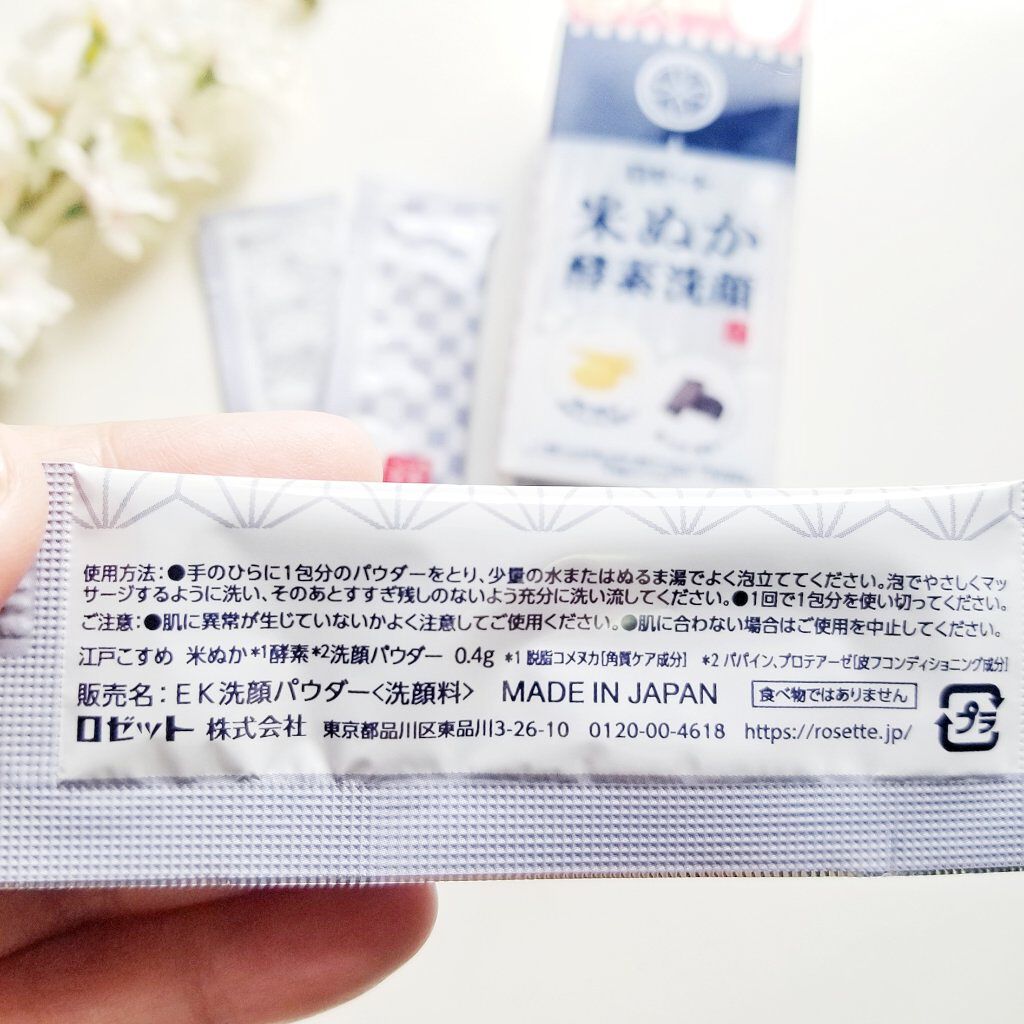 米ぬか
酵素洗顔
使用方法：●手のひらに1包分のパウダーをとり、少量の水またはぬるま湯でよく泡立ててください。泡でやさしくマッ
サージするように洗い、そのあとすすぎ残しのないよう充分に洗い流してください。●1回で1包分を使い切ってください。
ご注意：●肌に異常が生じていないかよく注意してご使用ください。●肌に合わない場合はご使用を中止してください。
江戸こすめ 米ぬか*1酵素*2洗顔パウダー 0.4g *1 脱脂コメヌカ[角質ケア成分] *2 パパイン、プロテアーゼ[皮フコンディショニング成分]
販売名：EK洗顔パウダー<洗顔料> MADE IN JAPAN 食べ物ではありません
ロゼット 株式会社 東京都品川区東品川3-26-10 0120-00-4618 https://rosette.jp/ プラ